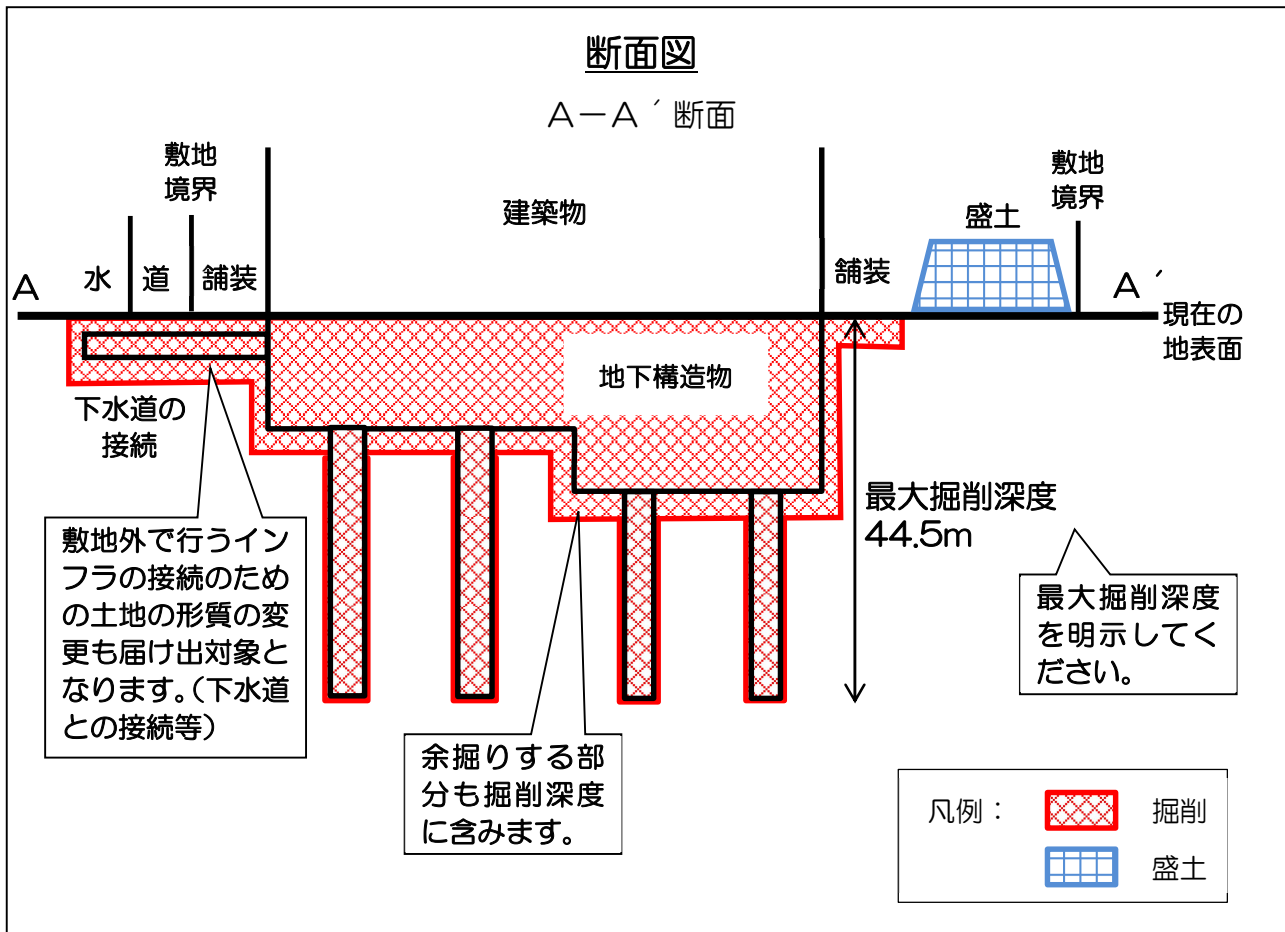 断面図
A－A´断面
敷地
境界
建築物
盛土
敷地
境界
水
道
舗装
舗装
A
A´
現在の
地表面
地下構造物
下水道の
接続
最大掘削深度
44.5m
敷地外で行うイン
フラの接続のため
の土地の形質の変
更も届け出対象と
なります。（下水道
との接続等）
最大掘削深度
を明示してく
ださい。
余掘りする部
分も掘削深度
に含みます。
凡例：
掘削
盛土